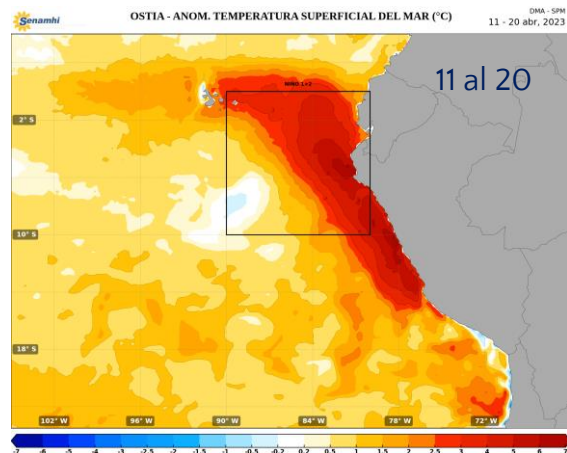 Senamhi
OSTIA - ANOM. TEMPERATURA SUPERFICIAL DEL MAR (°C)
DMA - SPM
11 - 20 abr, 2023
11 al 20
NINO 1+2
2° S
10° S
18° S
102° W 96° W 90° W 84° W 78° W 72° W
-7 -6 -5 -4 -3 -2.5 -2 -1.5 -1 -0.5 -0.2 0.2 0.5 1 1.5 2 2.5 3 4 5 6 7